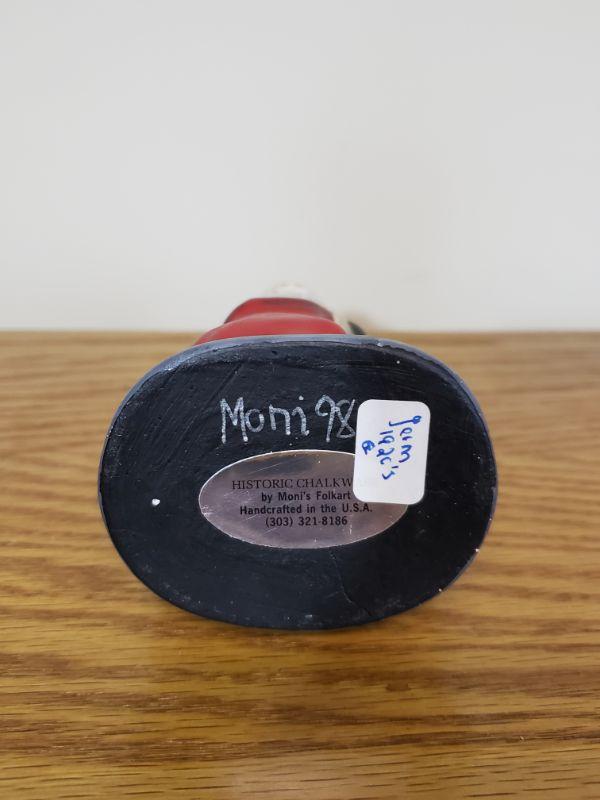 Moni 98
HISTORIC CHALKW
by Moni's Folkart
Handcrafted in the U.S.A.
(303) 321-8186
1920's